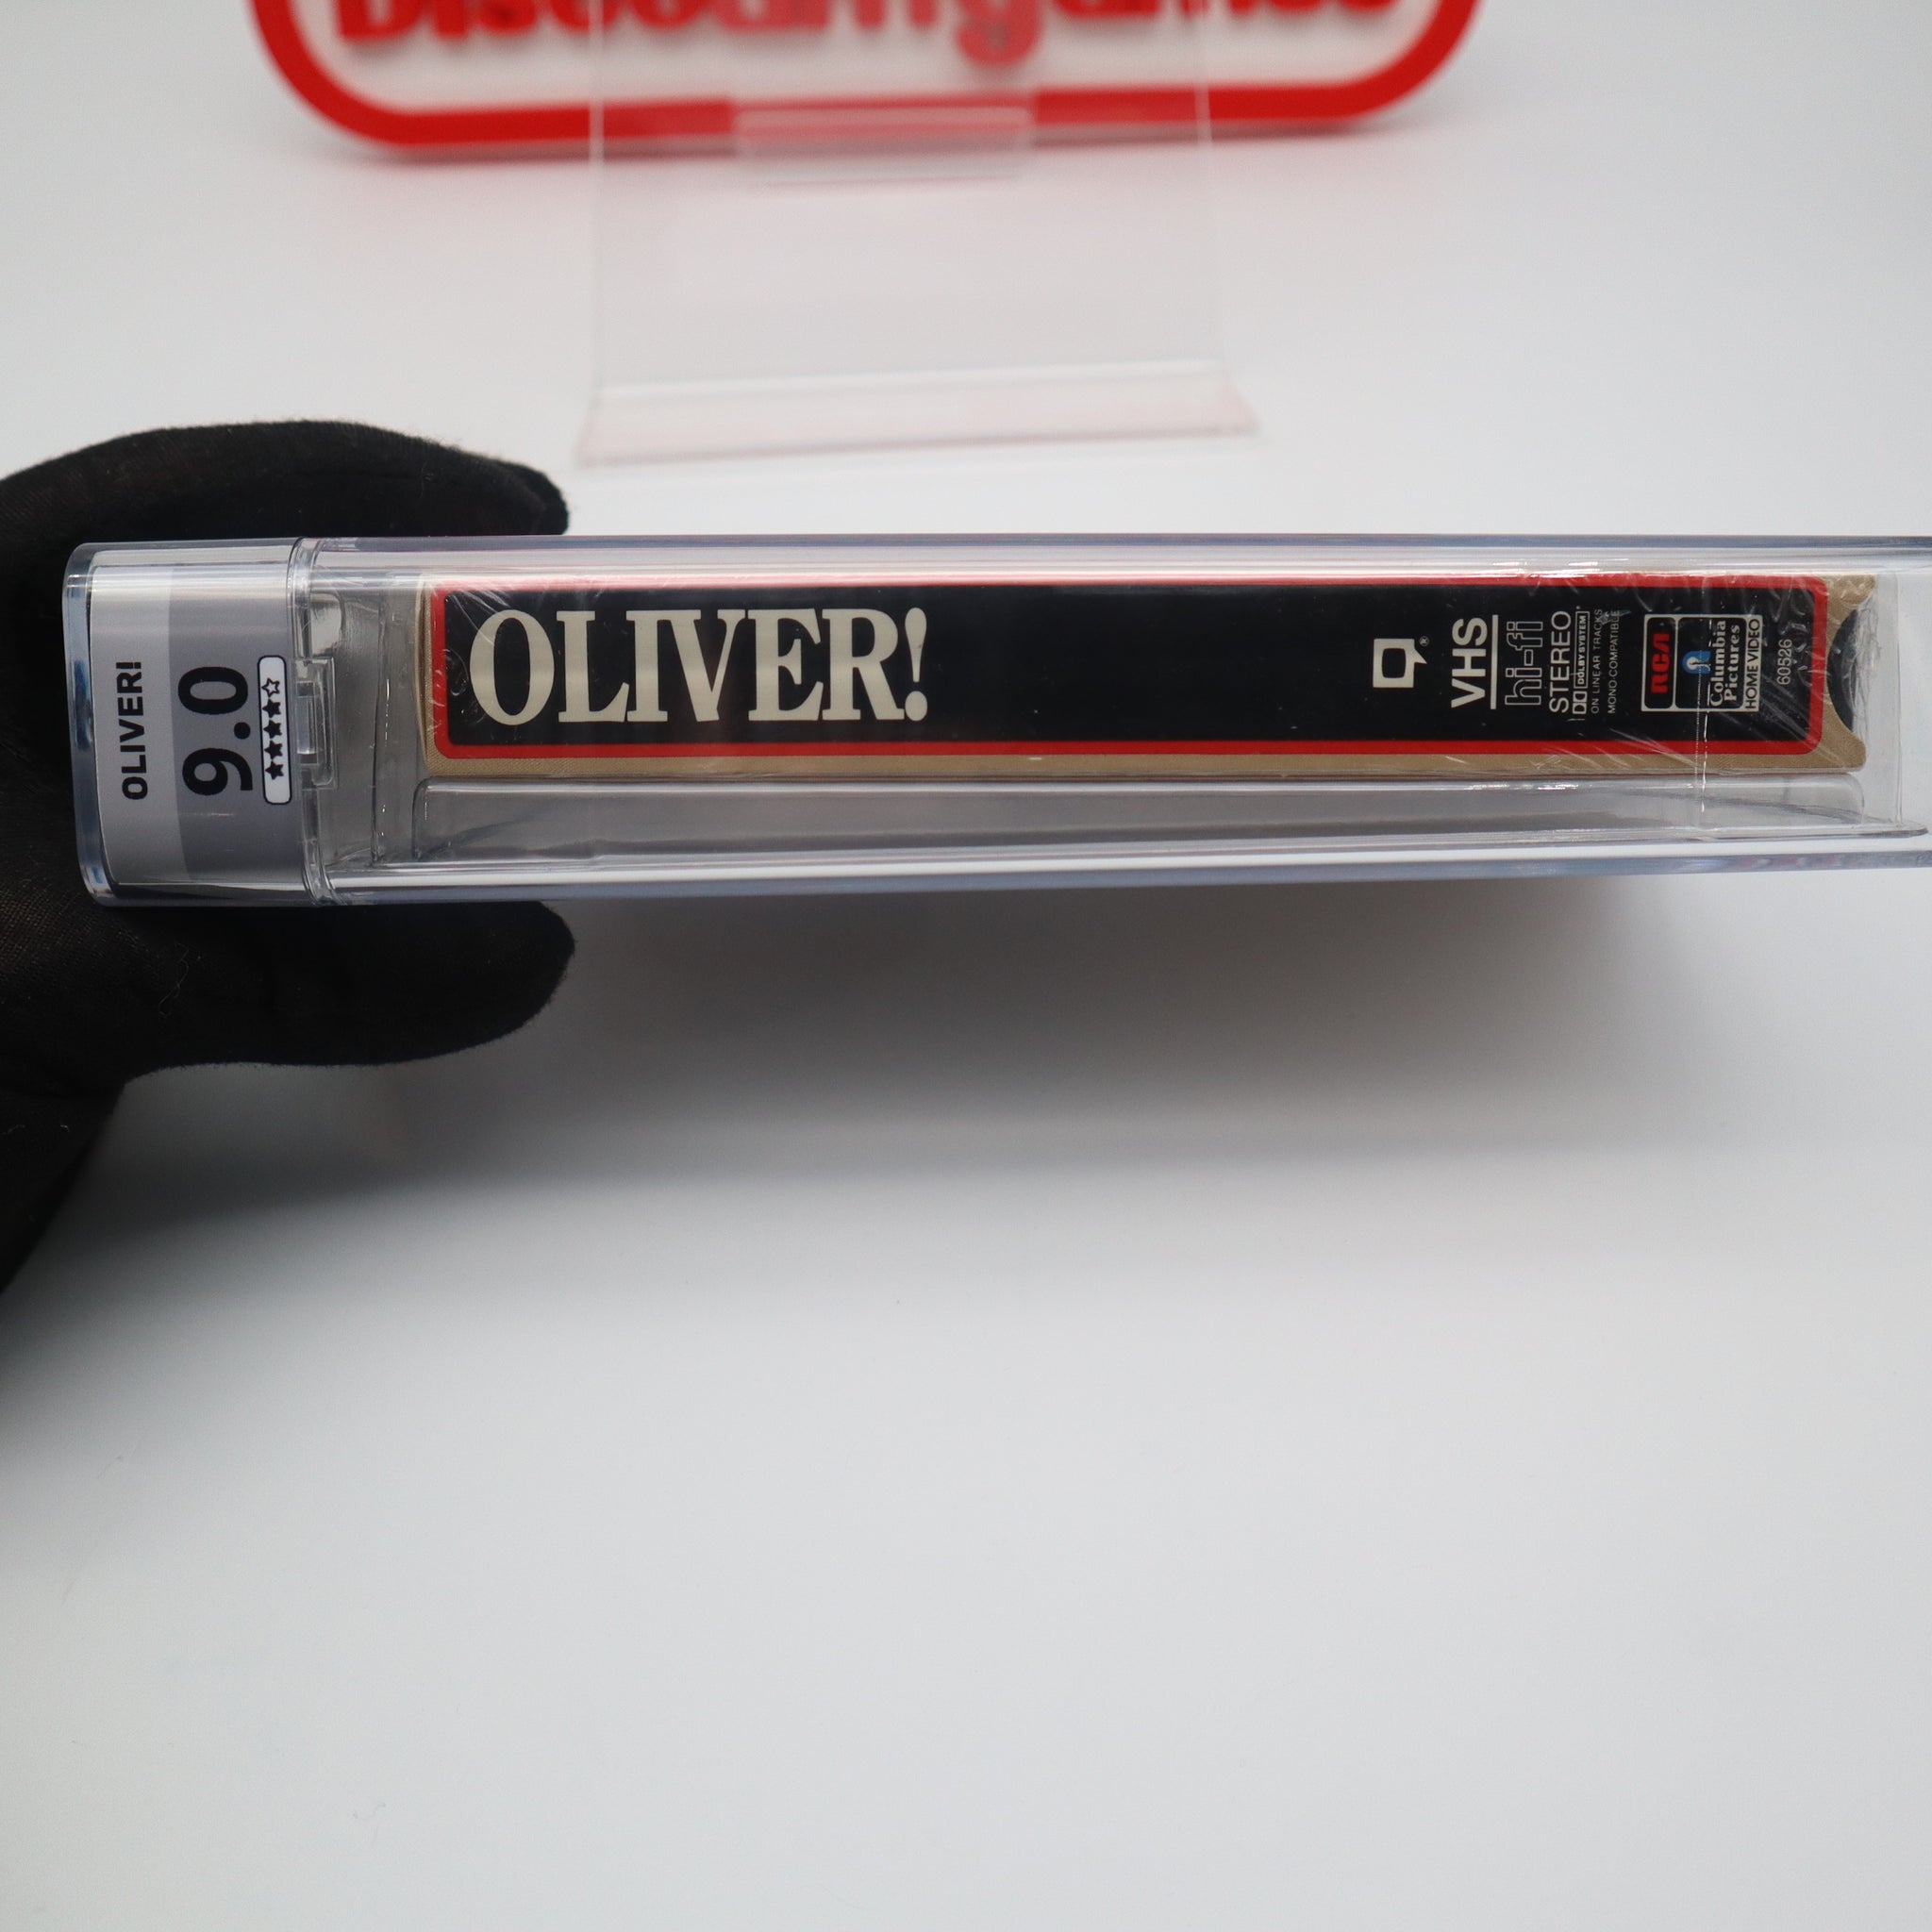 Discountgames
OLIVER!
9.0
OLIVER!
®
VHS
hi-fi
STEREO
DOLBY SYSTEM®
ON LINEAR TRACKS
MONO-COMPATIBLE
RCA
Columbia
Pictures
HOME VIDEO
60526